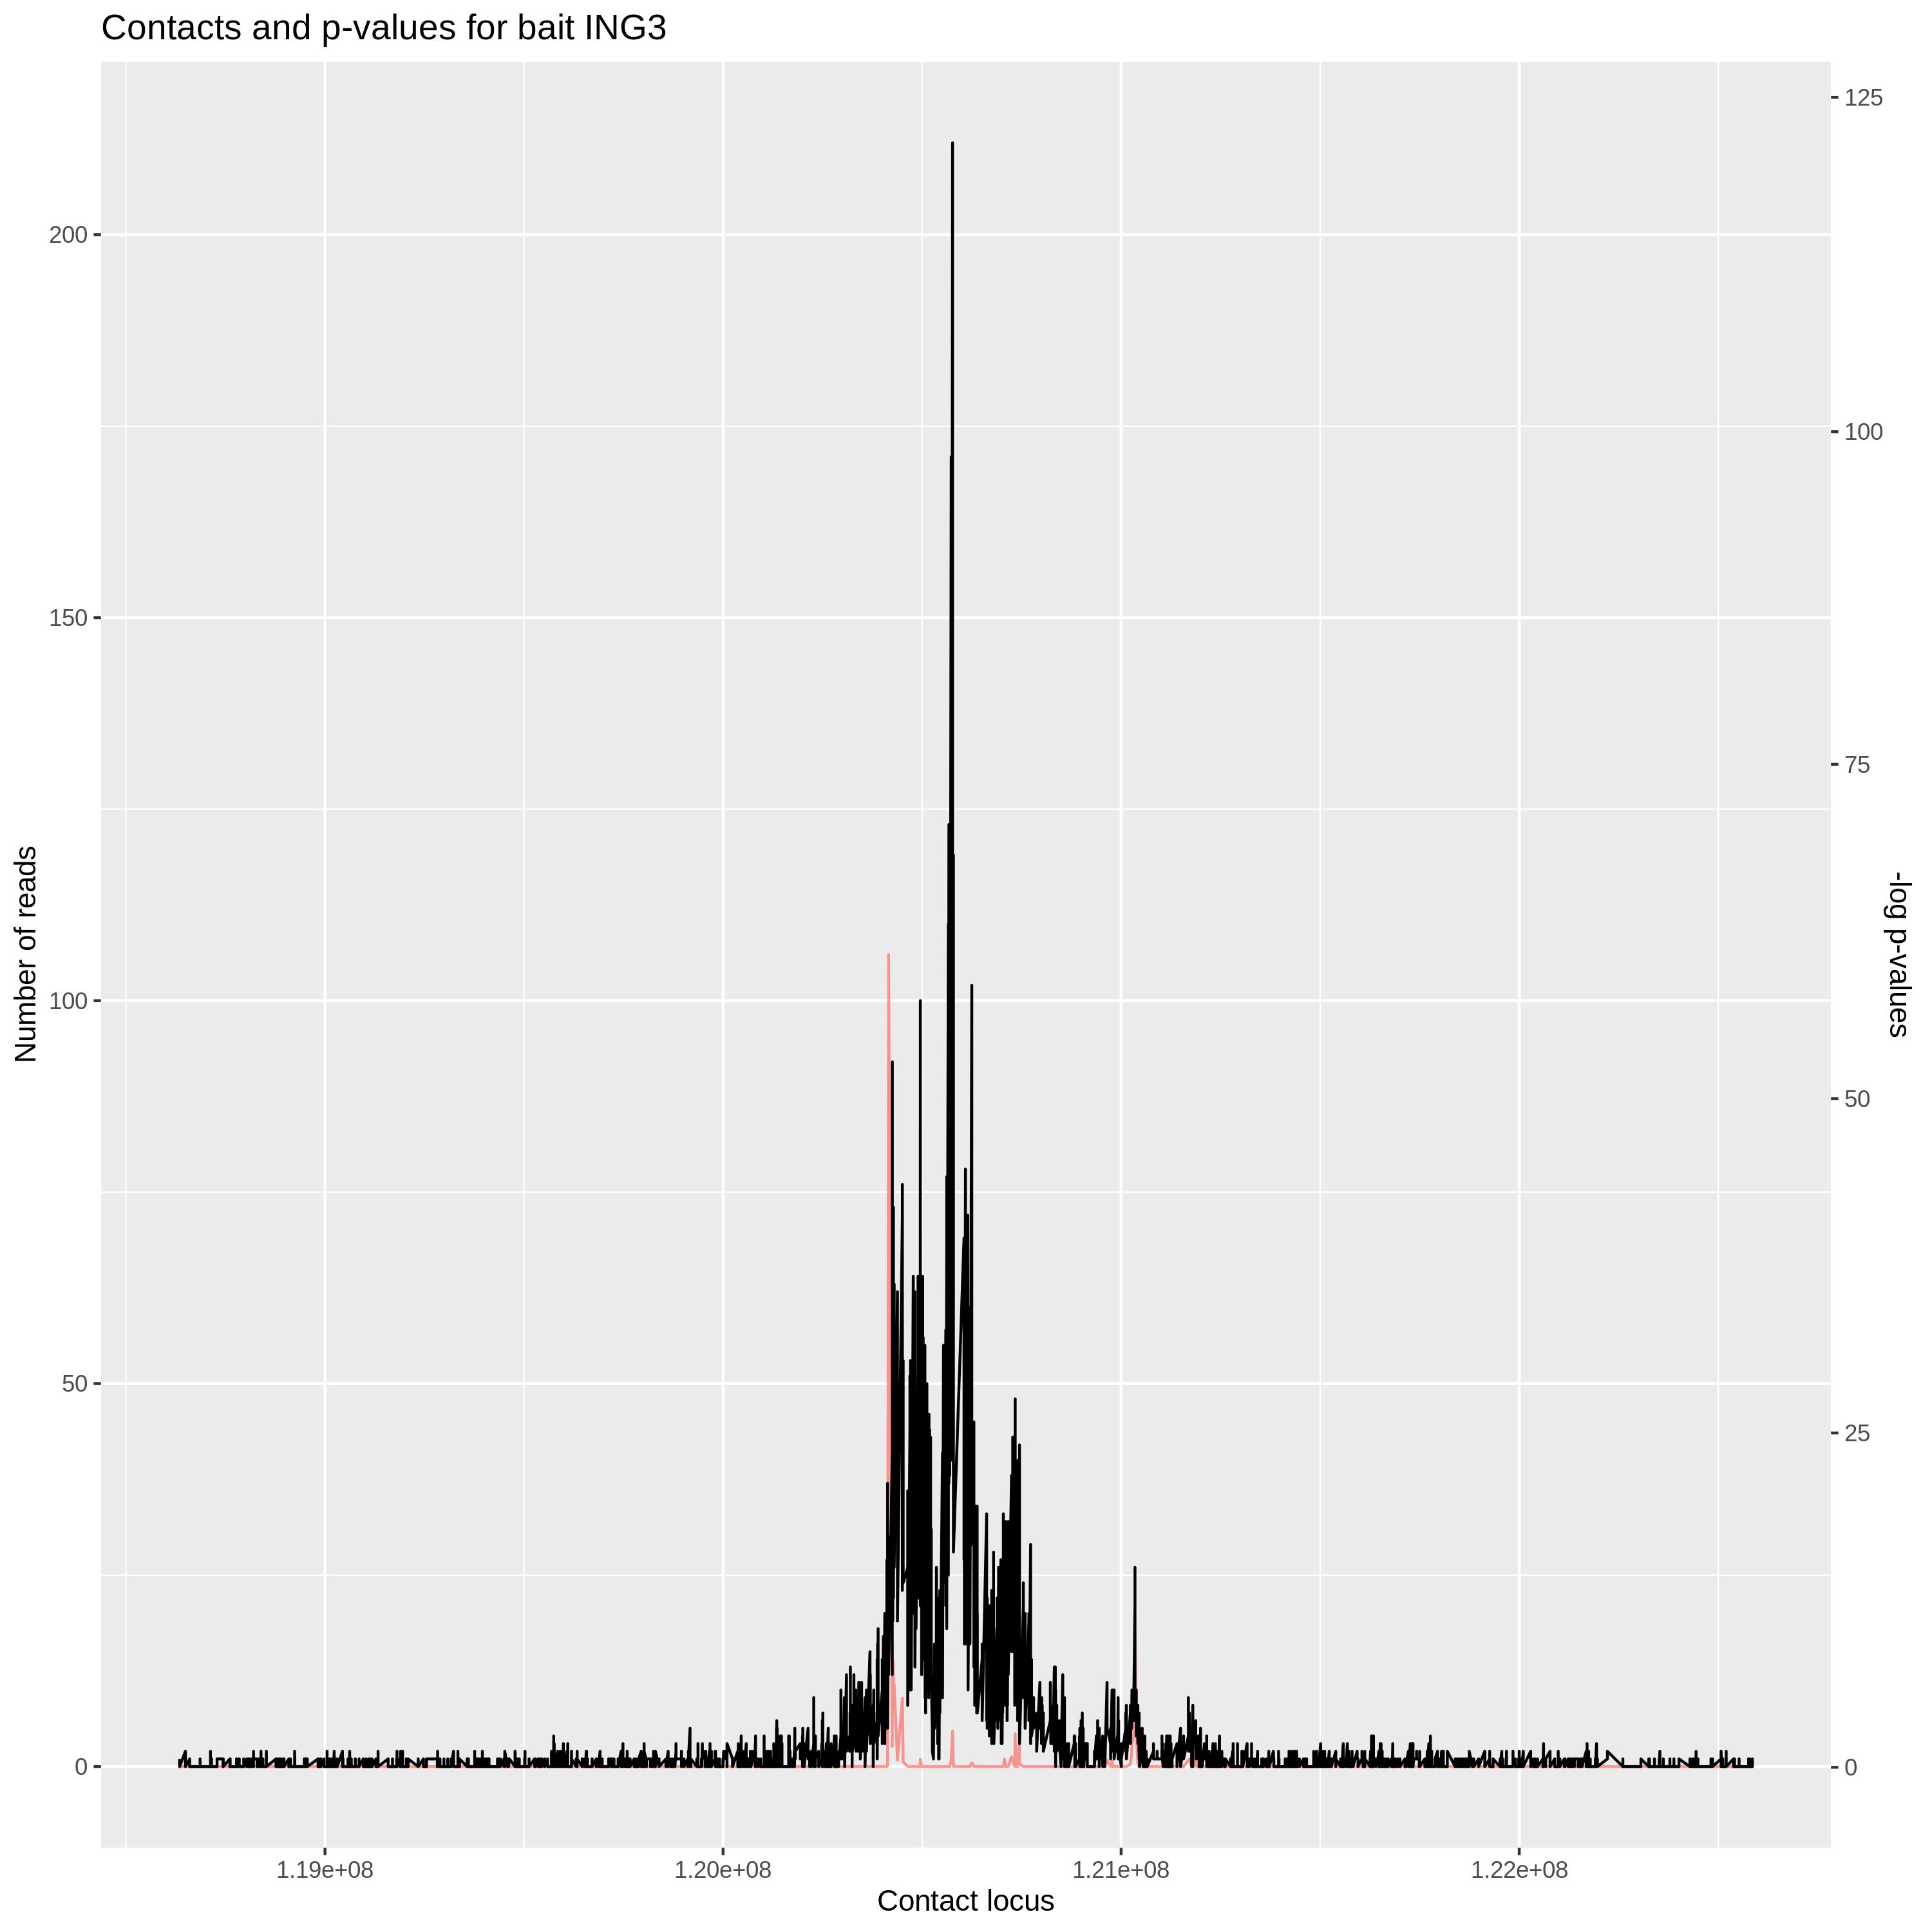 Contacts and p-values for bait ING3
125
200
100
150
75
Number of reads
-log p-values
100
50
50
25
0
0
1.19e+08
1.20e+08
1.21e+08
1.22e+08
Contact locus